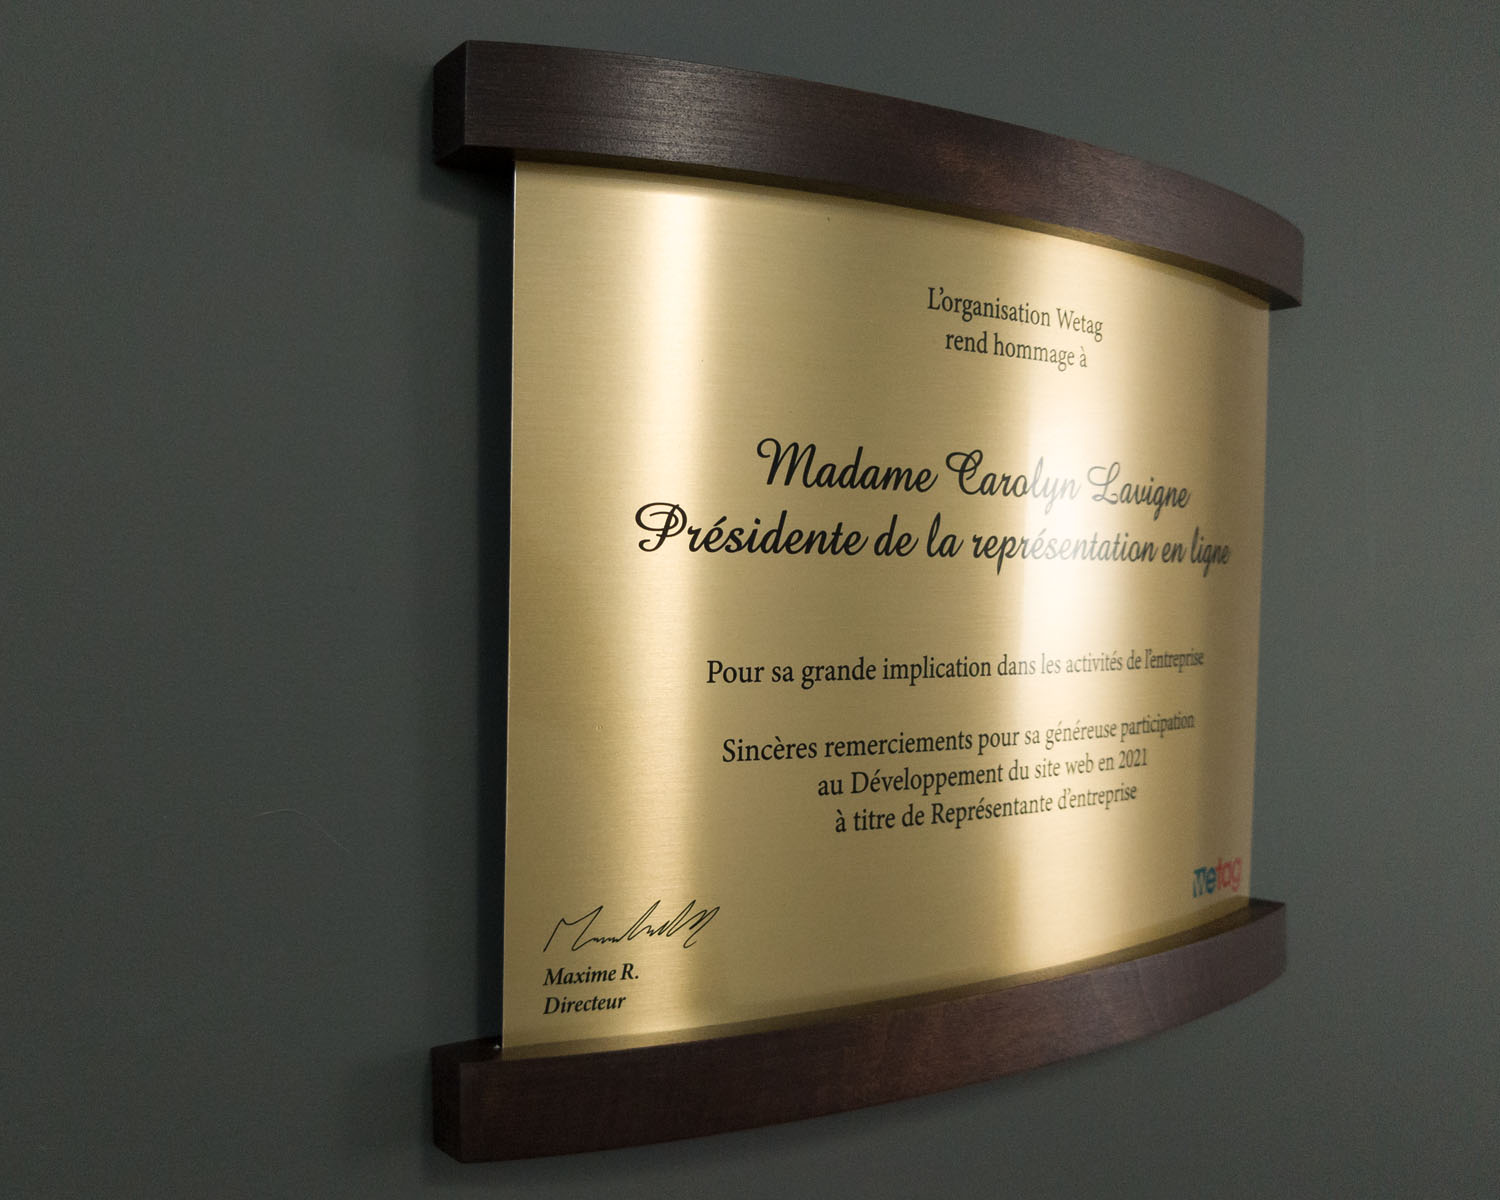 L'organisation Wetag
rend hommage à
Madame Carolyn Lavigne
Présidente de la représentation en ligne
Pour sa grande implication dans les activités de l'entreprise
Sincères remerciements pour sa généreuse participation
au Développement du site web en 2021
à titre de Représentante d'entreprise
wetag
Maxime R.
Directeur